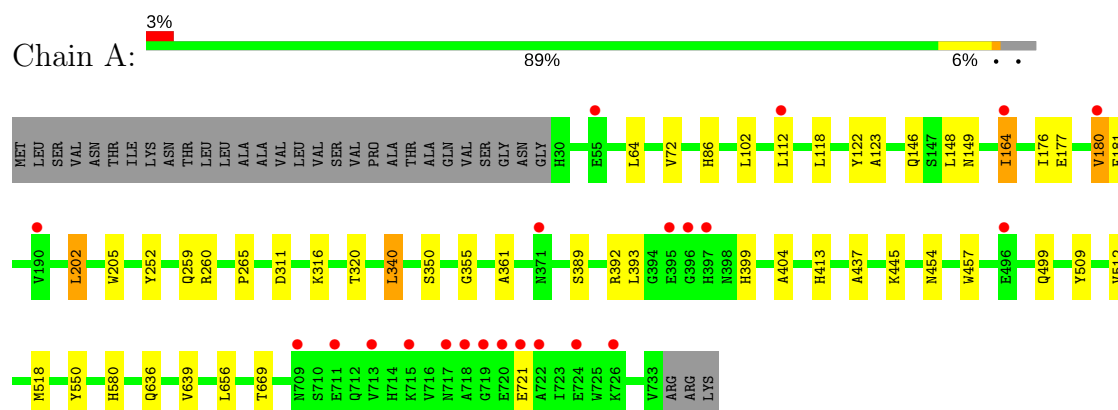 3%
Chain A:
89% 6% • •
MET LEU SER VAL ASN THR ILE LYS ASN THR LEU LEU ALA ALA VAL LEU VAL SER VAL PRO ALA THR ALA GLN VAL SER GLY ASN GLY H30 E55 L64 V72 H86 L102 L112 L118 Y122 A123 Q146 S147 L148 N149 I164 I176 E177 V180
V190 L202 W205 Y252 Q259 R260 P265 D311 K316 T320 L340 S350 G355 A361 N371 S389 R392 L393 G394 E395 G396 H397 N398 H399 A404 H413 A437 K445 N454 W457 E496 Q499 Y509
M518 Y550 H580 Q636 V639 L656 T669 N709 S710 E711 Q712 V713 H714 K715 V716 N717 A718 G719 E720 E721 A722 I723 E724 W725 K726 V733 ARG ARG LYS